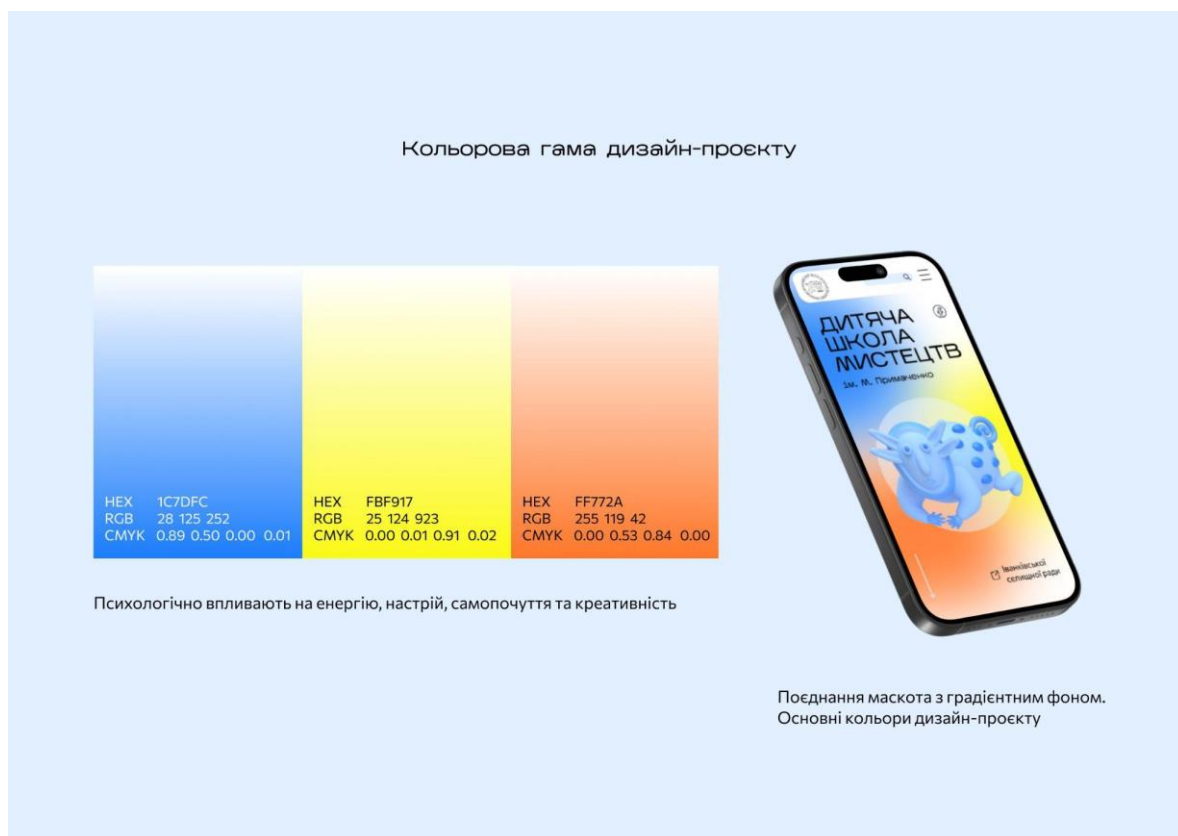 Кольорова гама дизайн-проєкту
HEX 1C7DFC
RGB 28 125 252
CMYK 0.89 0.50 0.00 0.01
HEX FBF917
RGB 25 124 923
CMYK 0.00 0.01 0.91 0.02
HEX FF772A
RGB 255 119 42
CMYK 0.00 0.53 0.84 0.00
Психологічно впливають на енергію, настрій, самопочуття та креативність
ДИТЯЧА
ШКОЛА
МИСТЕЦТВ
ім. М. Примаченко
Іванківської
селищної ради
Поєднання маскота з градієнтним фоном.
Основні кольори дизайн-проєкту